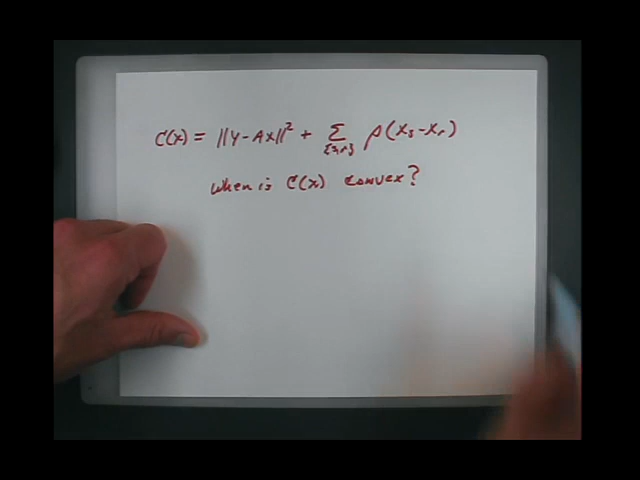 C(x) = ||Y - Ax||² + Σ_{s,r} ρ(x_s - x_r)
when is C(x) convex?